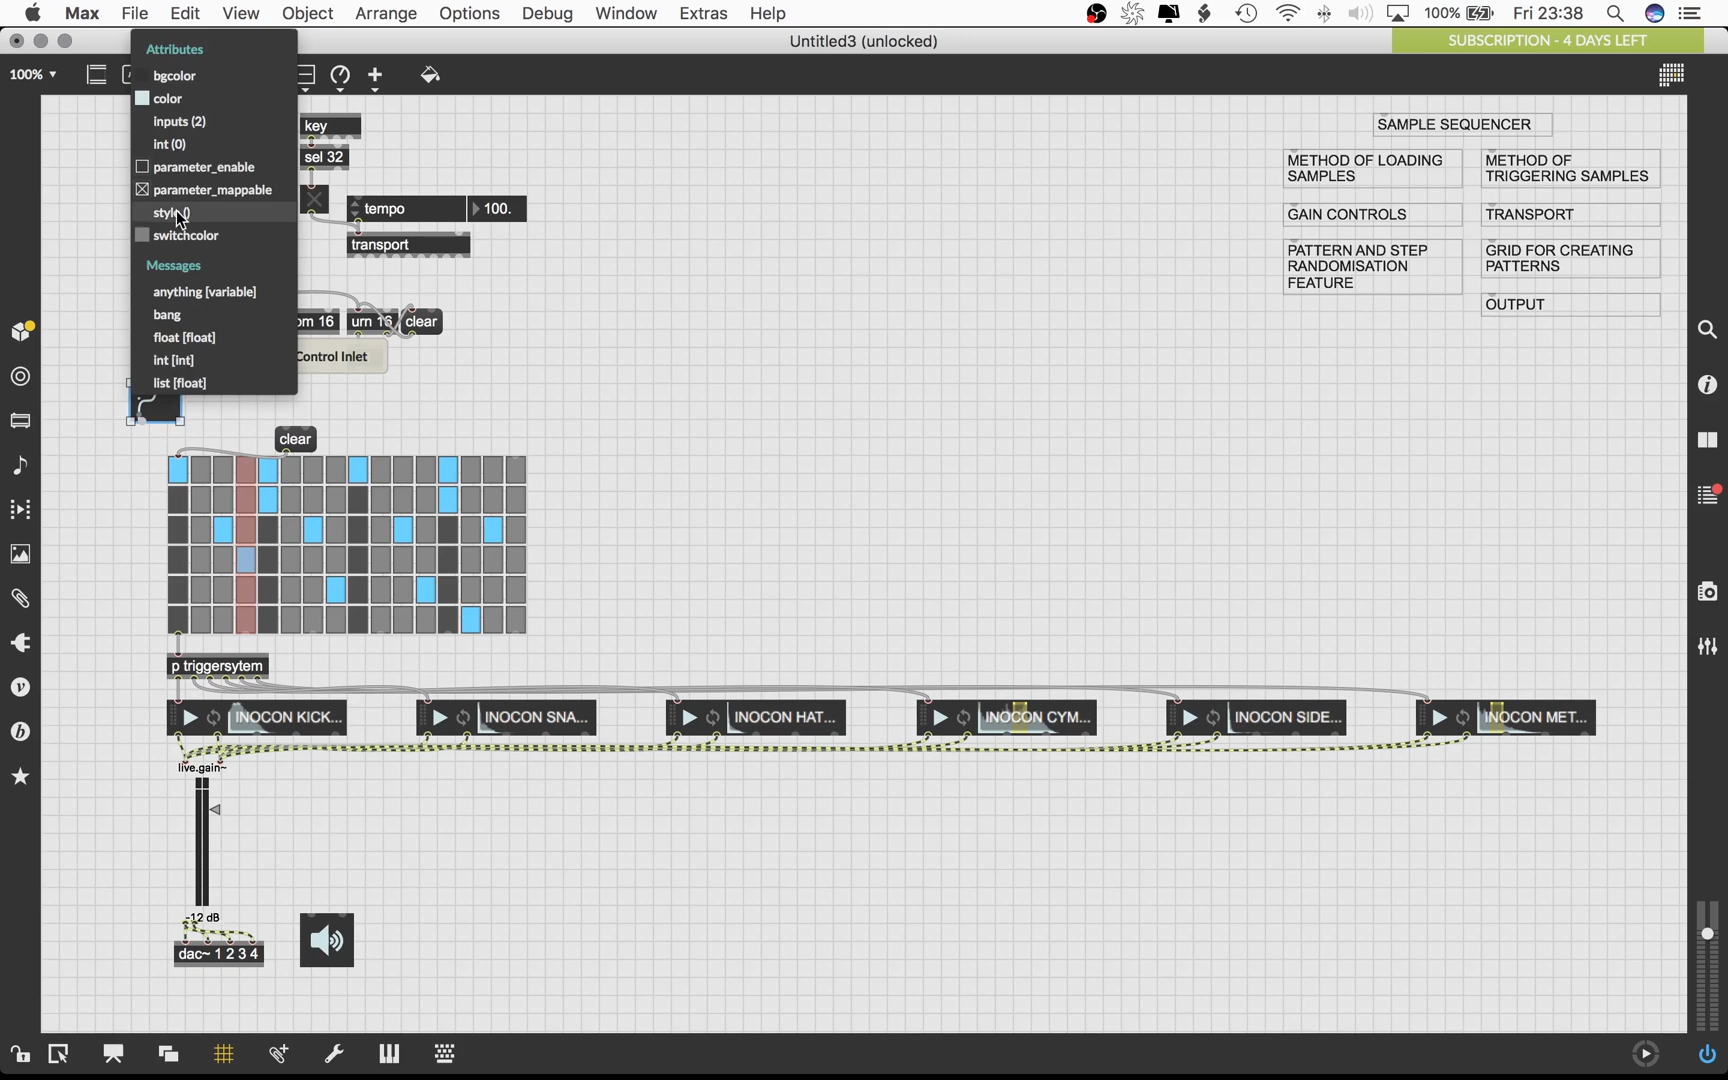 Max File Edit View Object Arrange Options Debug Window Extras Help 100% Fri 23:38
Untitled3 (unlocked)
SUBSCRIPTION - 4 DAYS LEFT
100%
Attributes
bgcolor
color
inputs (2)
int (0)
parameter_enable
parameter_mappable
style ()
switchcolor
Messages
anything [variable]
bang
float [float]
int [int]
list [float]
key
sel 32
tempo 100.
transport
om 16 urn 16 clear
Control Inlet
clear
SAMPLE SEQUENCER
METHOD OF LOADING
SAMPLES
METHOD OF
TRIGGERING SAMPLES
GAIN CONTROLS
TRANSPORT
PATTERN AND STEP
RANDOMISATION
FEATURE
GRID FOR CREATING
PATTERNS
OUTPUT
p triggersytem
INOCON KICK... INOCON SNA... INOCON HAT... INOCON CYM... INOCON SIDE... INOCON MET...
live.gain~
-12 dB
dac~ 1 2 3 4